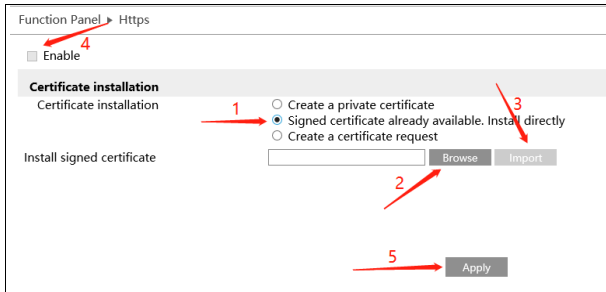 Function Panel ▶ Https
4
Enable
Certificate installation
Certificate installation
1
Create a private certificate
3
Signed certificate already available. Install directly
Create a certificate request
Install signed certificate
Browse
Import
2
5
Apply